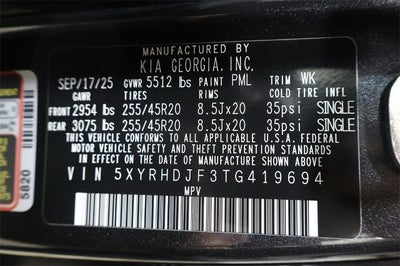 MANUFACTURED BY
KIA GEORGIA, INC.
SEP/17/25 GVWR 5512 lbs PAINT PML TRIM WK
GAWR TIRES RIMS COLD TIRE INFL
FRONT 2954 lbs 255/45R20 8.5Jx20 35psi SINGLE
REAR 3075 lbs 255/45R20 8.5Jx20 35psi SINGLE
THIS VEHICLE CONFORMS TO ALL APPLICABLE U.S.A. FEDERAL
MOTOR VEHICLE SAFETY, BUMPER, AND
THEFT PREVENTION STANDARDS IN
EFFECT ON THE DATE OF MANUFACTURE SHOWN ABOVE.
VIN 5XYRHDJF3TG419694
MPV
5820